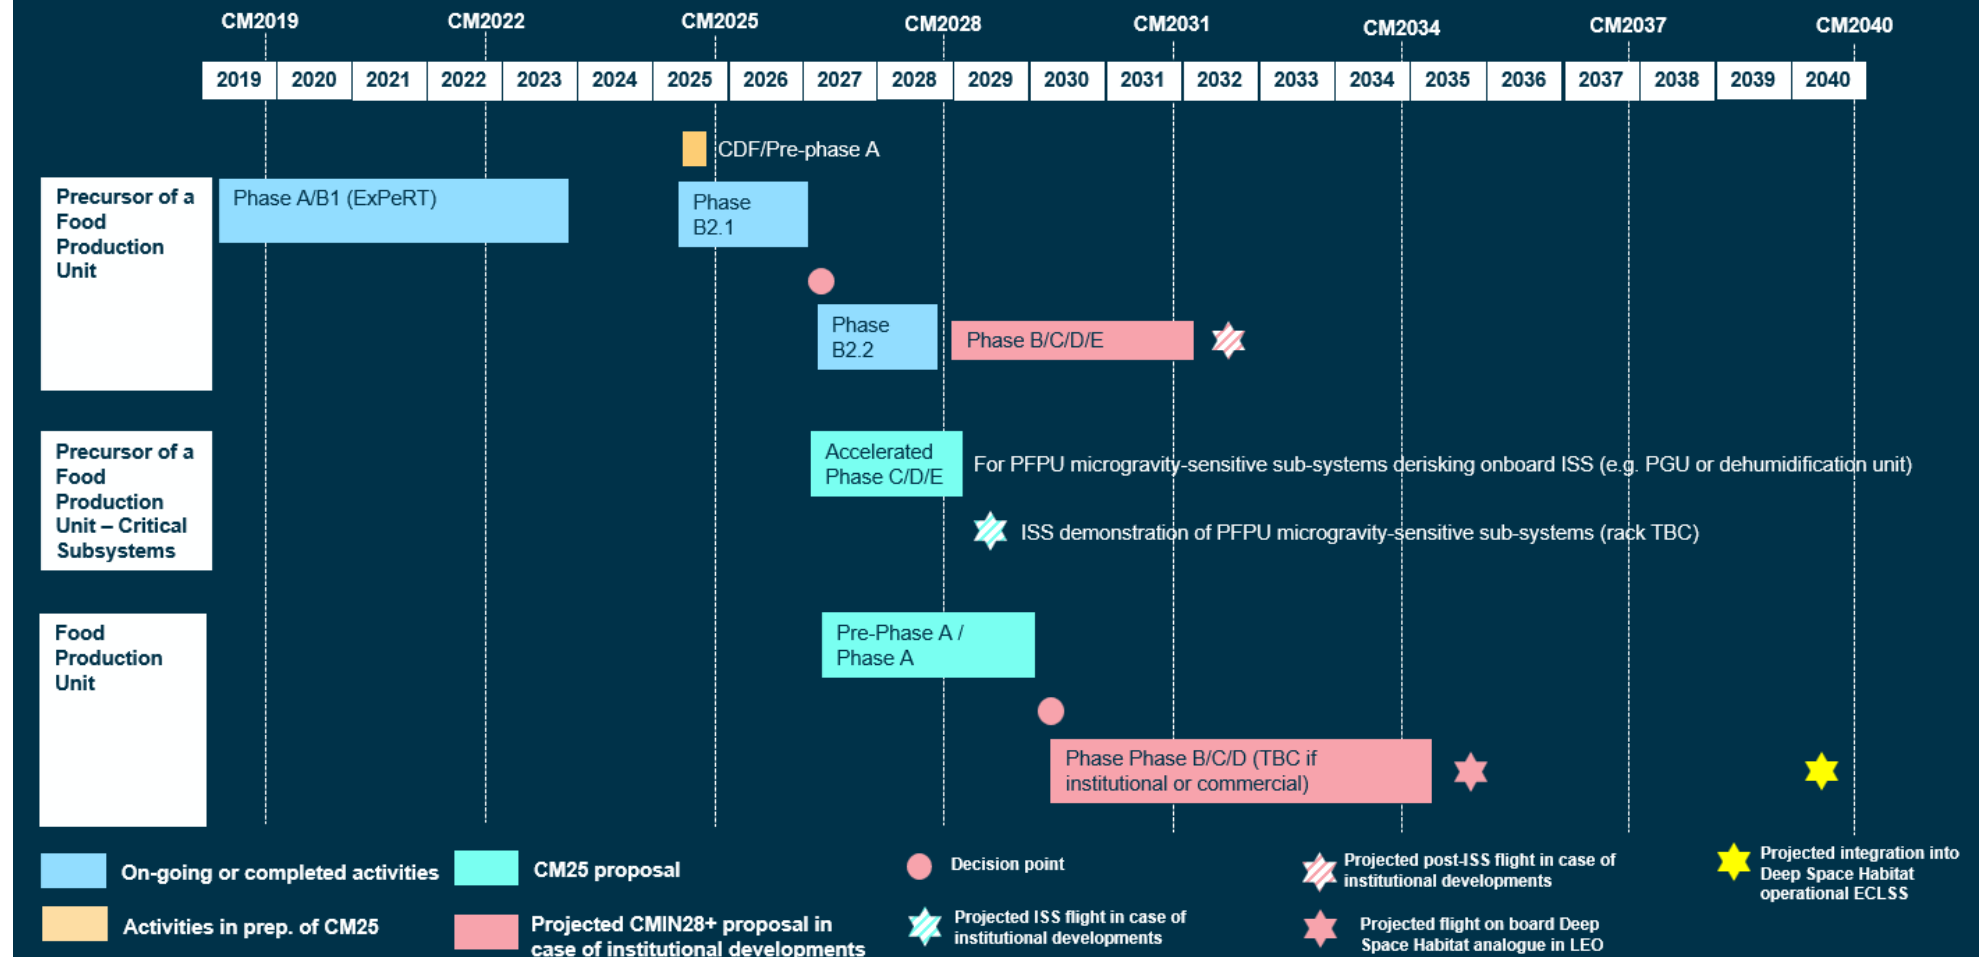 CM2019
CM2022
CM2025
CM2028
CM2031
CM2034
CM2037
CM2040
2019
2020
2021
2022
2023
2024
2025
2026
2027
2028
2029
2030
2031
2032
2033
2034
2035
2036
2037
2038
2039
2040
CDF/Pre-phase A
Precursor of a
Food
Production
Unit
Phase A/B1 (ExPeRT)
Phase
B2.1
Phase
B2.2
Phase B/C/D/E
Precursor of a
Food
Production
Unit – Critical
Subsystems
Accelerated
Phase C/D/E
For PFPU microgravity-sensitive sub-systems derisking onboard ISS (e.g. PGU or dehumidification unit)
ISS demonstration of PFPU microgravity-sensitive sub-systems (rack TBC)
Food
Production
Unit
Pre-Phase A /
Phase A
Phase Phase B/C/D (TBC if
institutional or commercial)
On-going or completed activities
Activities in prep. of CM25
CM25 proposal
Projected CMIN28+ proposal in
case of institutional developments
Decision point
Projected ISS flight in case of
institutional developments
Projected post-ISS flight in case of
institutional developments
Projected flight on board Deep
Space Habitat analogue in LEO
Projected integration into
Deep Space Habitat
operational ECLSS